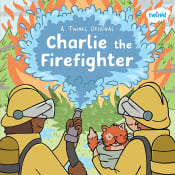 twinkl
A TWINKL ORIGINAL
Charlie the
Firefighter